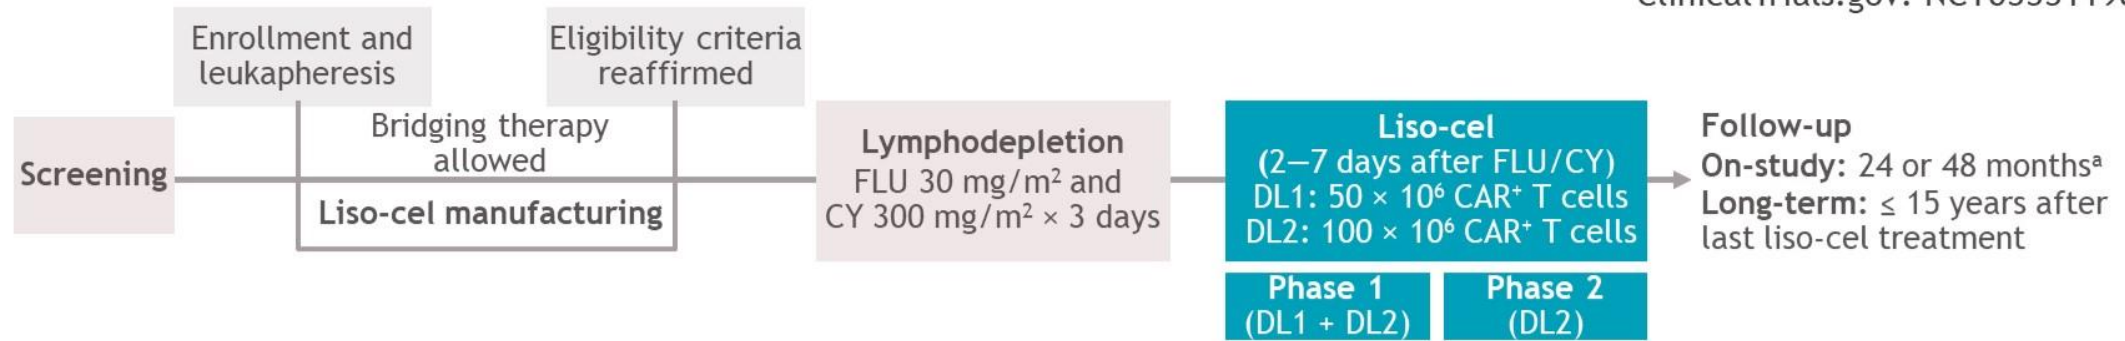 ClinicalTrials.gov:
Enrollment and
leukapheresis
Eligibility criteria
reaffirmed
Screening
Bridging therapy
allowed
Liso-cel manufacturing
Lymphodepletion
FLU 30 mg/m² and
CY 300 mg/m² × 3 days
Liso-cel
(2—7 days after FLU/CY)
DL1: 50 × 10⁶ CAR⁺ T cells
DL2: 100 × 10⁶ CAR⁺ T cells
Phase 1
(DL1 + DL2)
Phase 2
(DL2)
Follow-up
On-study: 24 or 48 monthsᵃ
Long-term: ≤ 15 years after
last liso-cel treatment